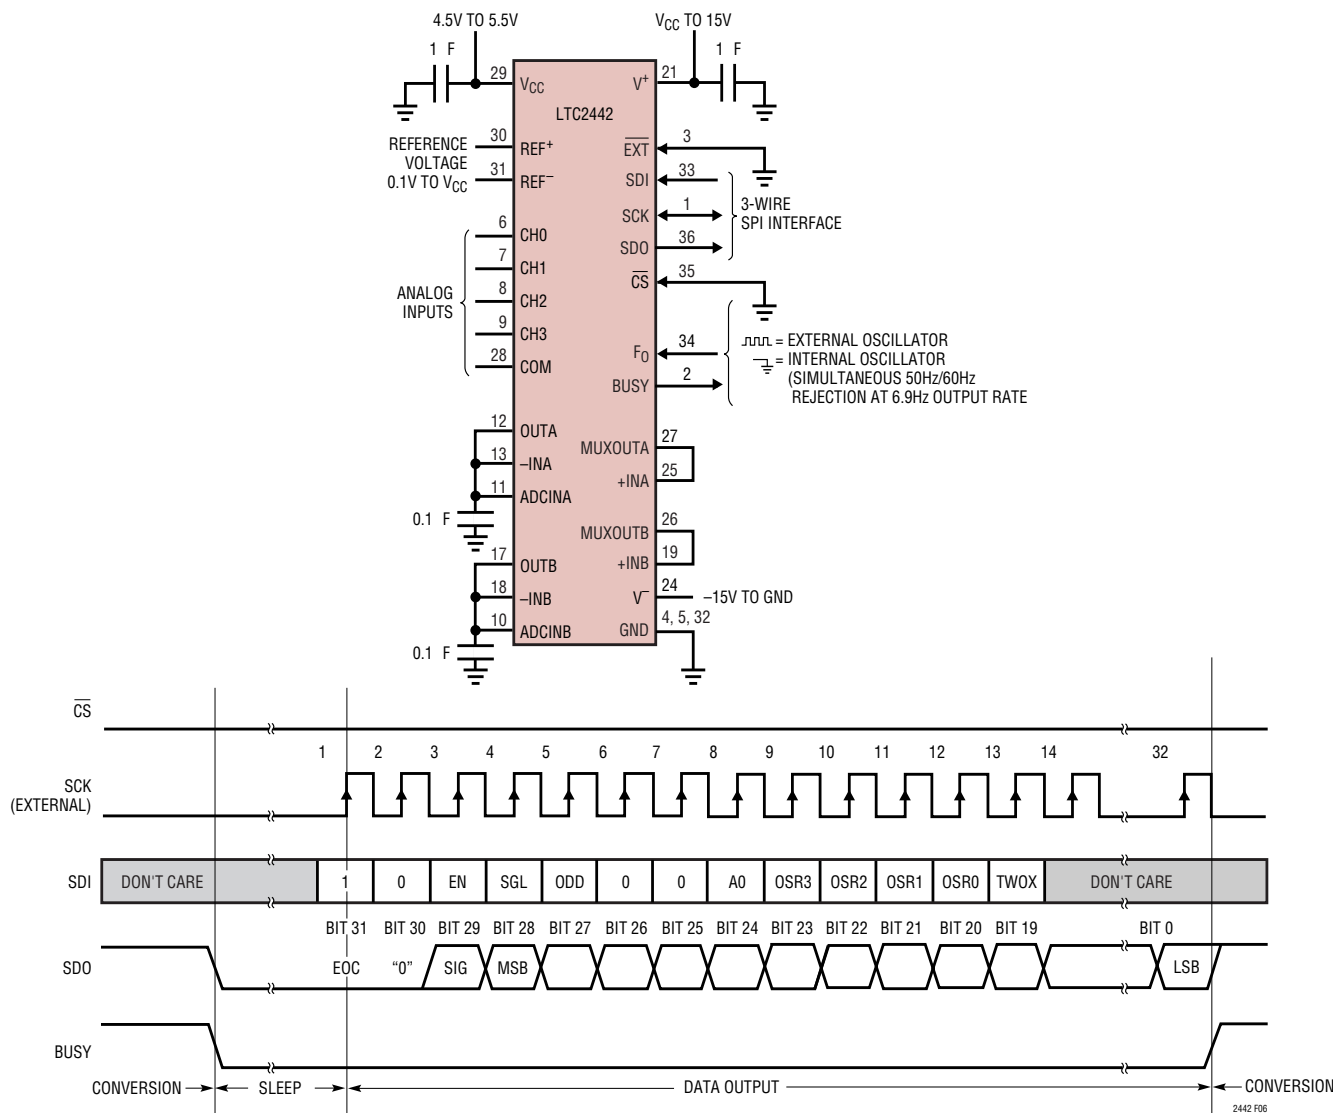 4.5V TO 5.5V
VCC TO 15V
1 F
1 F
29
VCC
V+
21
LTC2442
REFERENCE
VOLTAGE
0.1V TO VCC
30
REF+
31
REF–
EXT
3
SDI
33
SCK
1
SDO
36
3-WIRE
SPI INTERFACE
CS
35
ANALOG
INPUTS
6
CH0
7
CH1
8
CH2
9
CH3
28
COM
FO
34
BUSY
2
= EXTERNAL OSCILLATOR
= INTERNAL OSCILLATOR
(SIMULTANEOUS 50Hz/60Hz
REJECTION AT 6.9Hz OUTPUT RATE
12
OUTA
13
–INA
11
ADCINA
0.1 F
MUXOUTA
27
+INA
25
MUXOUTB
26
+INB
19
17
OUTB
18
–INB
10
ADCINB
0.1 F
V–
24
–15V TO GND
GND
4, 5, 32
CS
1 2 3 4 5 6 7 8 9 10 11 12 13 14 32
SCK
(EXTERNAL)
SDI DON'T CARE 1 0 EN SGL ODD 0 0 A0 OSR3 OSR2 OSR1 OSR0 TWOX DON'T CARE
BIT 31 BIT 30 BIT 29 BIT 28 BIT 27 BIT 26 BIT 25 BIT 24 BIT 23 BIT 22 BIT 21 BIT 20 BIT 19 BIT 0
SDO EOC “0” SIG MSB LSB
BUSY
CONVERSION SLEEP DATA OUTPUT CONVERSION
2442 F06